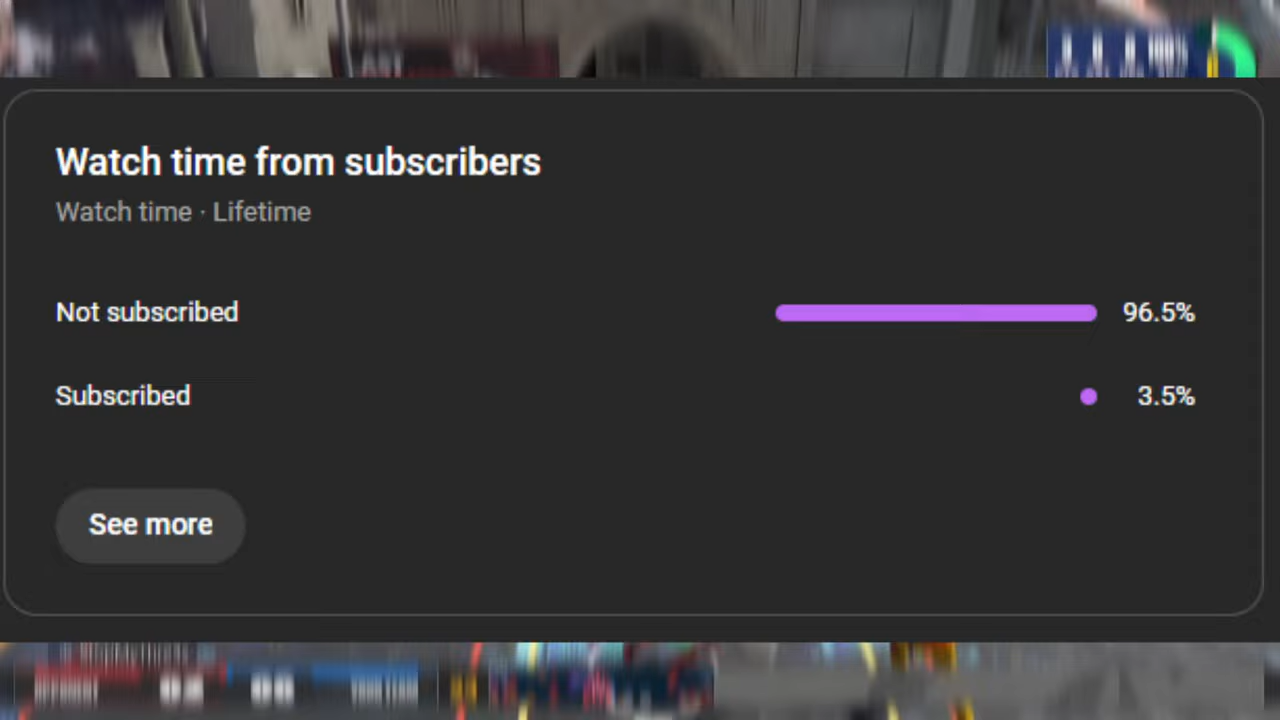 Watch time from subscribers
Watch time · Lifetime
Not subscribed 96.5%
Subscribed 3.5%
See more